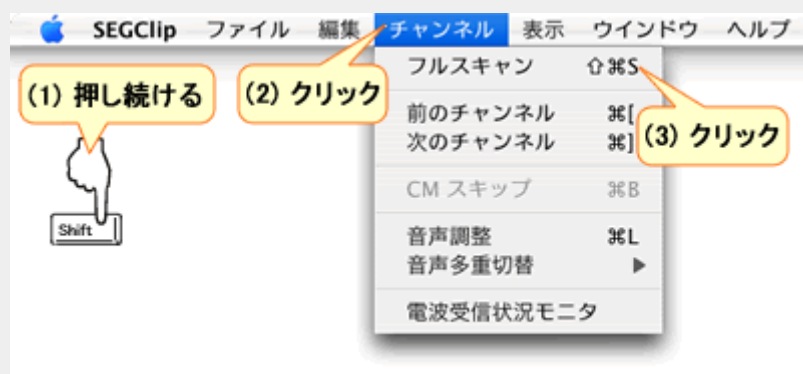 SEGClip ファイル 編集 チャンネル 表示 ウインドウ ヘルプ
(1) 押し続ける
(2) クリック
フルスキャン ⇧⌘S
(3) クリック
前のチャンネル ⌘[
次のチャンネル ⌘]
CM スキップ ⌘B
音声調整 ⌘L
音声多重切替 ▶
電波受信状況モニタ
Shift